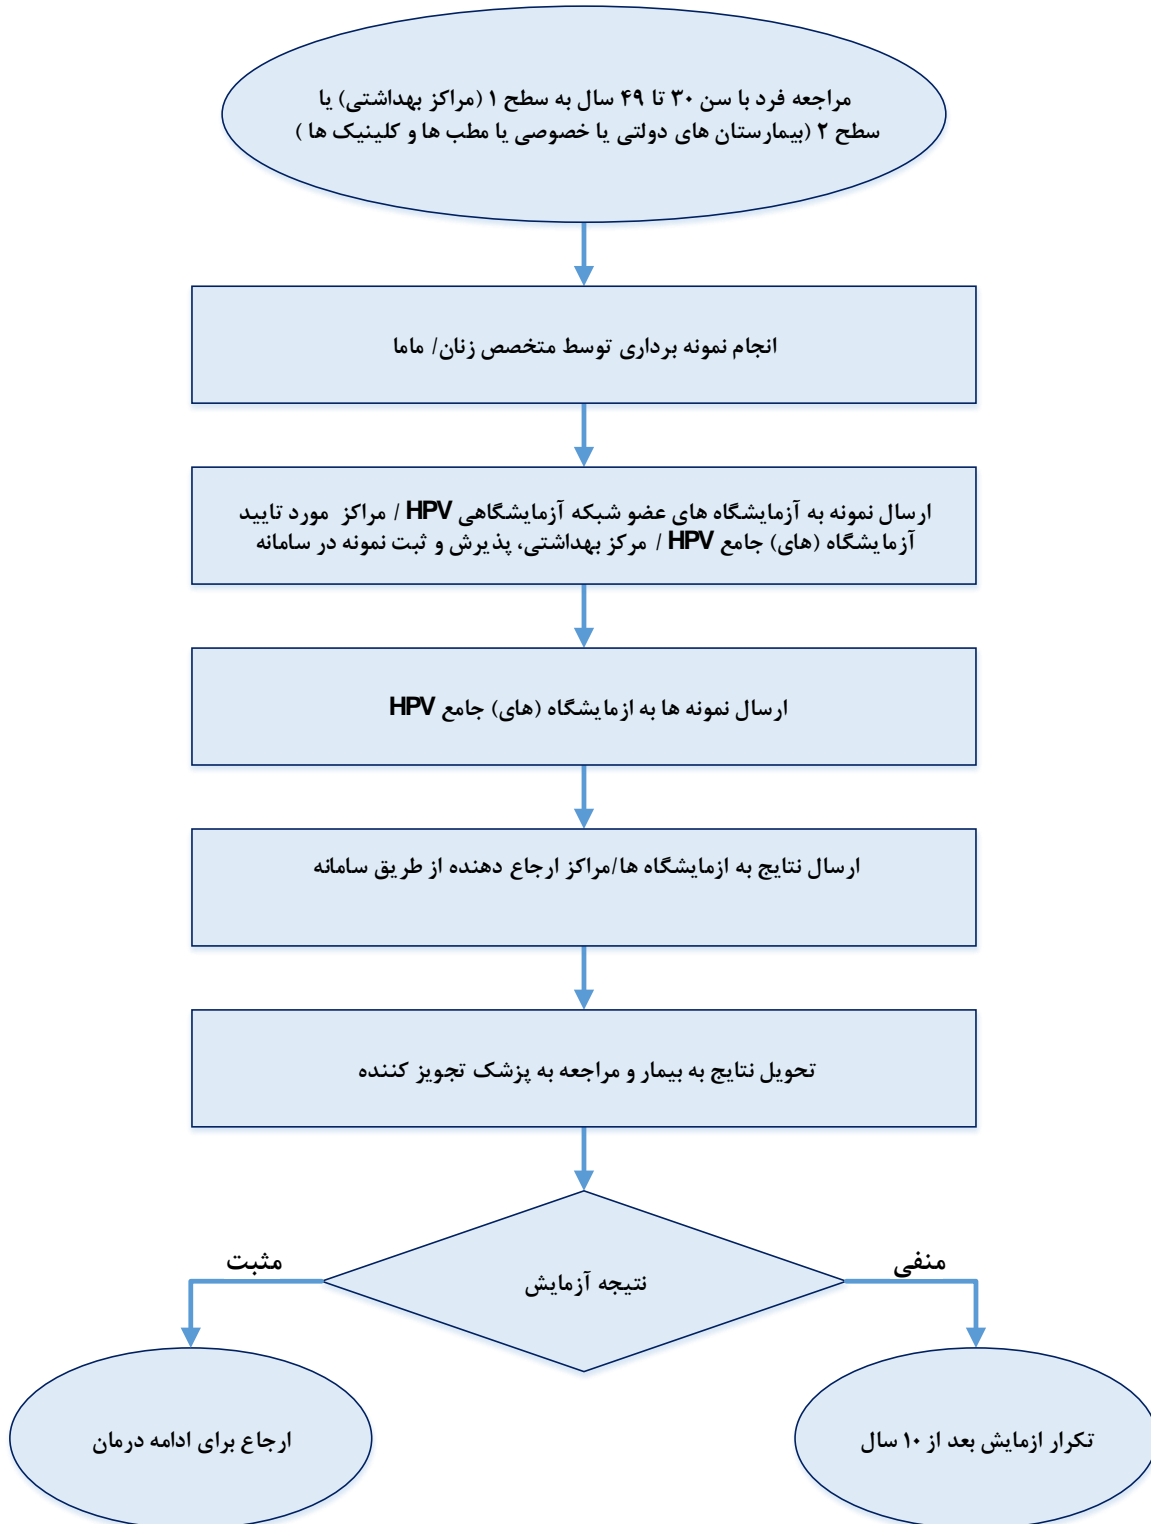 مراجعه فرد با سن ۳۰ تا ۴۹ سال به سطح ۱ (مراکز بهداشتی) یا
سطح ۲ (بیمارستان های دولتی یا خصوصی یا مطب ها و کلینیک ها )
انجام نمونه برداری توسط متخصص زنان/ ماما
ارسال نمونه به آزمایشگاه های عضو شبکه آزمایشگاهی HPV / مراکز مورد تایید
آزمایشگاه (های) جامع HPV / مرکز بهداشتی، پذیرش و ثبت نمونه در سامانه
ارسال نمونه ها به ازمایشگاه (های) جامع HPV
ارسال نتایج به ازمایشگاه ها/مراکز ارجاع دهنده از طریق سامانه
تحویل نتایج به بیمار و مراجعه به پزشک تجویز کننده
نتیجه آزمایش
منفی
مثبت
تکرار ازمایش بعد از ۱۰ سال
ارجاع برای ادامه درمان